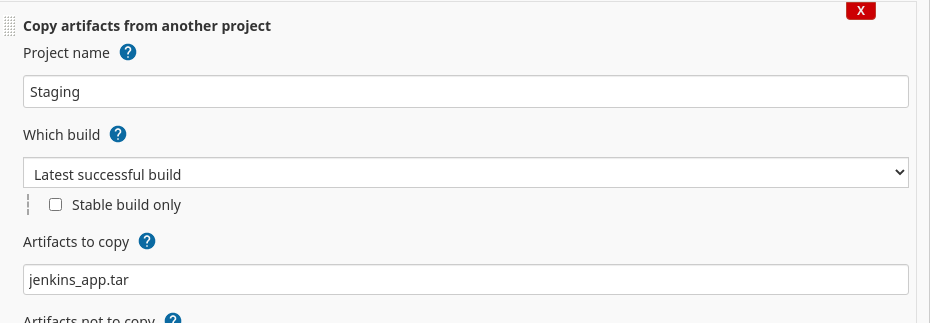 Copy artifacts from another project
X
Project name ?
Staging
Which build ?
Latest successful build
Stable build only
Artifacts to copy ?
jenkins_app.tar
Artifacts not to copy ?